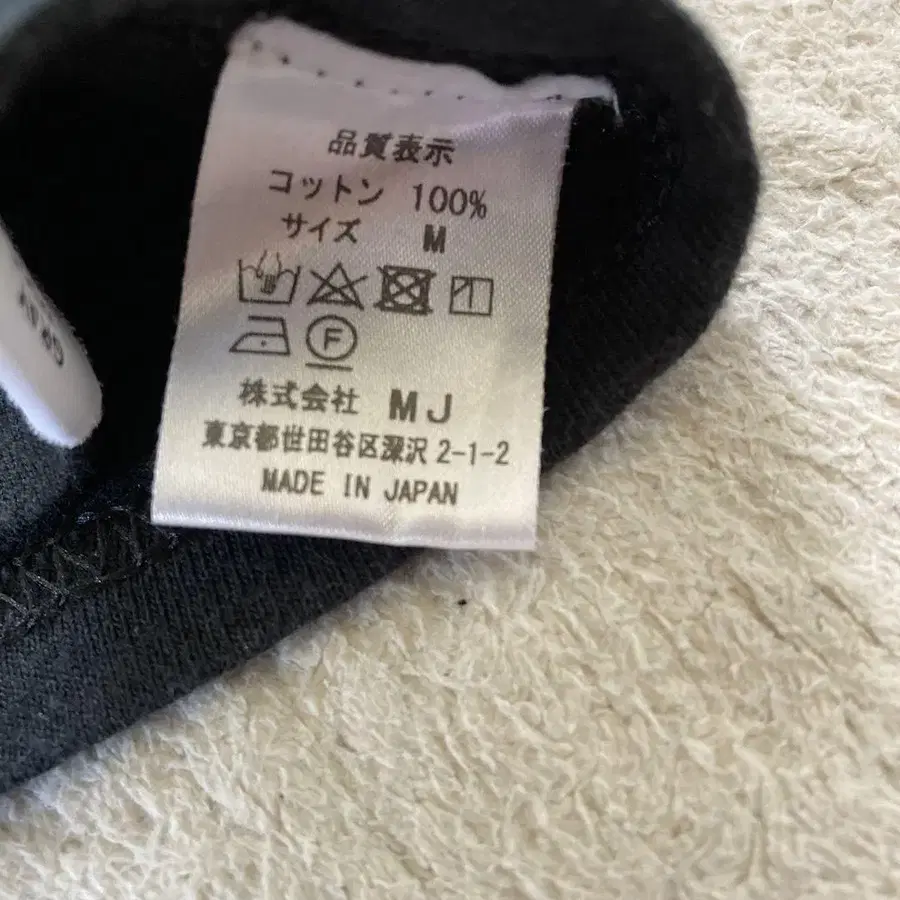 品質表示
コットン 100%
サイズ M
F
株式会社 MJ
東京都世田谷区深沢2-1-2
MADE IN JAPAN